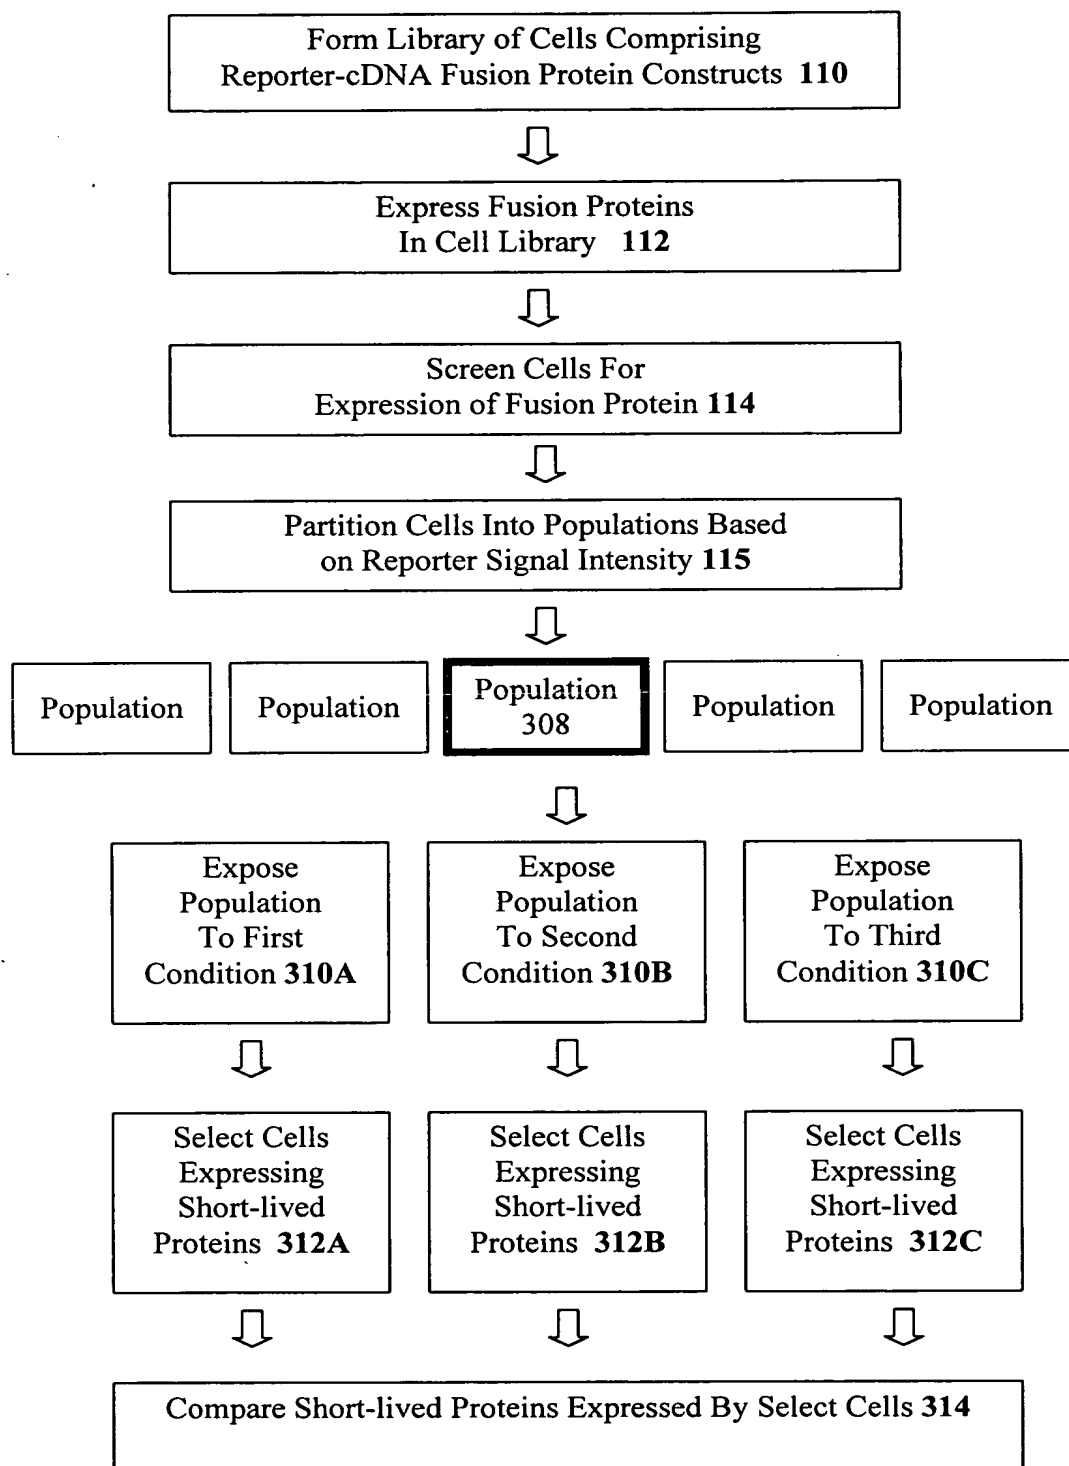 Form Library of Cells Comprising
Reporter-cDNA Fusion Protein Constructs 110
Express Fusion Proteins
In Cell Library 112
Screen Cells For
Expression of Fusion Protein 114
Partition Cells Into Populations Based
on Reporter Signal Intensity 115
Population
Population
Population
308
Population
Population
Expose
Population
To First
Condition 310A
Expose
Population
To Second
Condition 310B
Expose
Population
To Third
Condition 310C
Select Cells
Expressing
Short-lived
Proteins 312A
Select Cells
Expressing
Short-lived
Proteins 312B
Select Cells
Expressing
Short-lived
Proteins 312C
Compare Short-lived Proteins Expressed By Select Cells 314